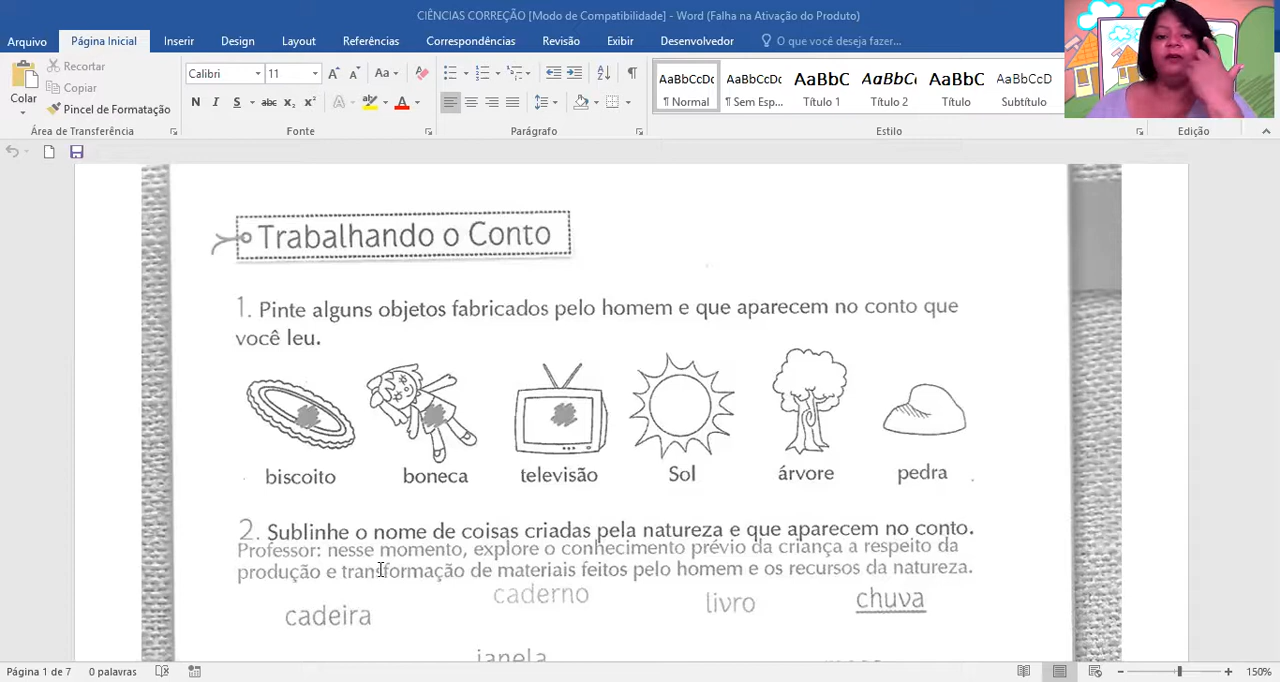 CIÊNCIAS CORREÇÃO [Modo de Compatibilidade] - Word (Falha na Ativação do Produto)
Arquivo Página Inicial Inserir Design Layout Referências Correspondências Revisão Exibir Desenvolvedor O que você deseja fazer...
Colar
Recortar
Copiar
Pincel de Formatação
Área de Transferência
Calibri 11
N I S abc x₂ x² A A Aa
Fonte
Parágrafo
AaBbCcDc AaBbCcDc AaBbC AaBbCc AaBbC AaBbCcD
¶ Normal ¶ Sem Esp... Título 1 Título 2 Título Subtítulo
Estilo
Edição
Trabalhando o Conto
1. Pinte alguns objetos fabricados pelo homem e que aparecem no conto que
você leu.
biscoito boneca televisão Sol árvore pedra
2. Sublinhe o nome de coisas criadas pela natureza e que aparecem no conto.
Professor: nesse momento, explore o conhecimento prévio da criança a respeito da
produção e transformação de materiais feitos pelo homem e os recursos da natureza.
cadeira caderno livro chuva
janela
Página 1 de 7 0 palavras 150%